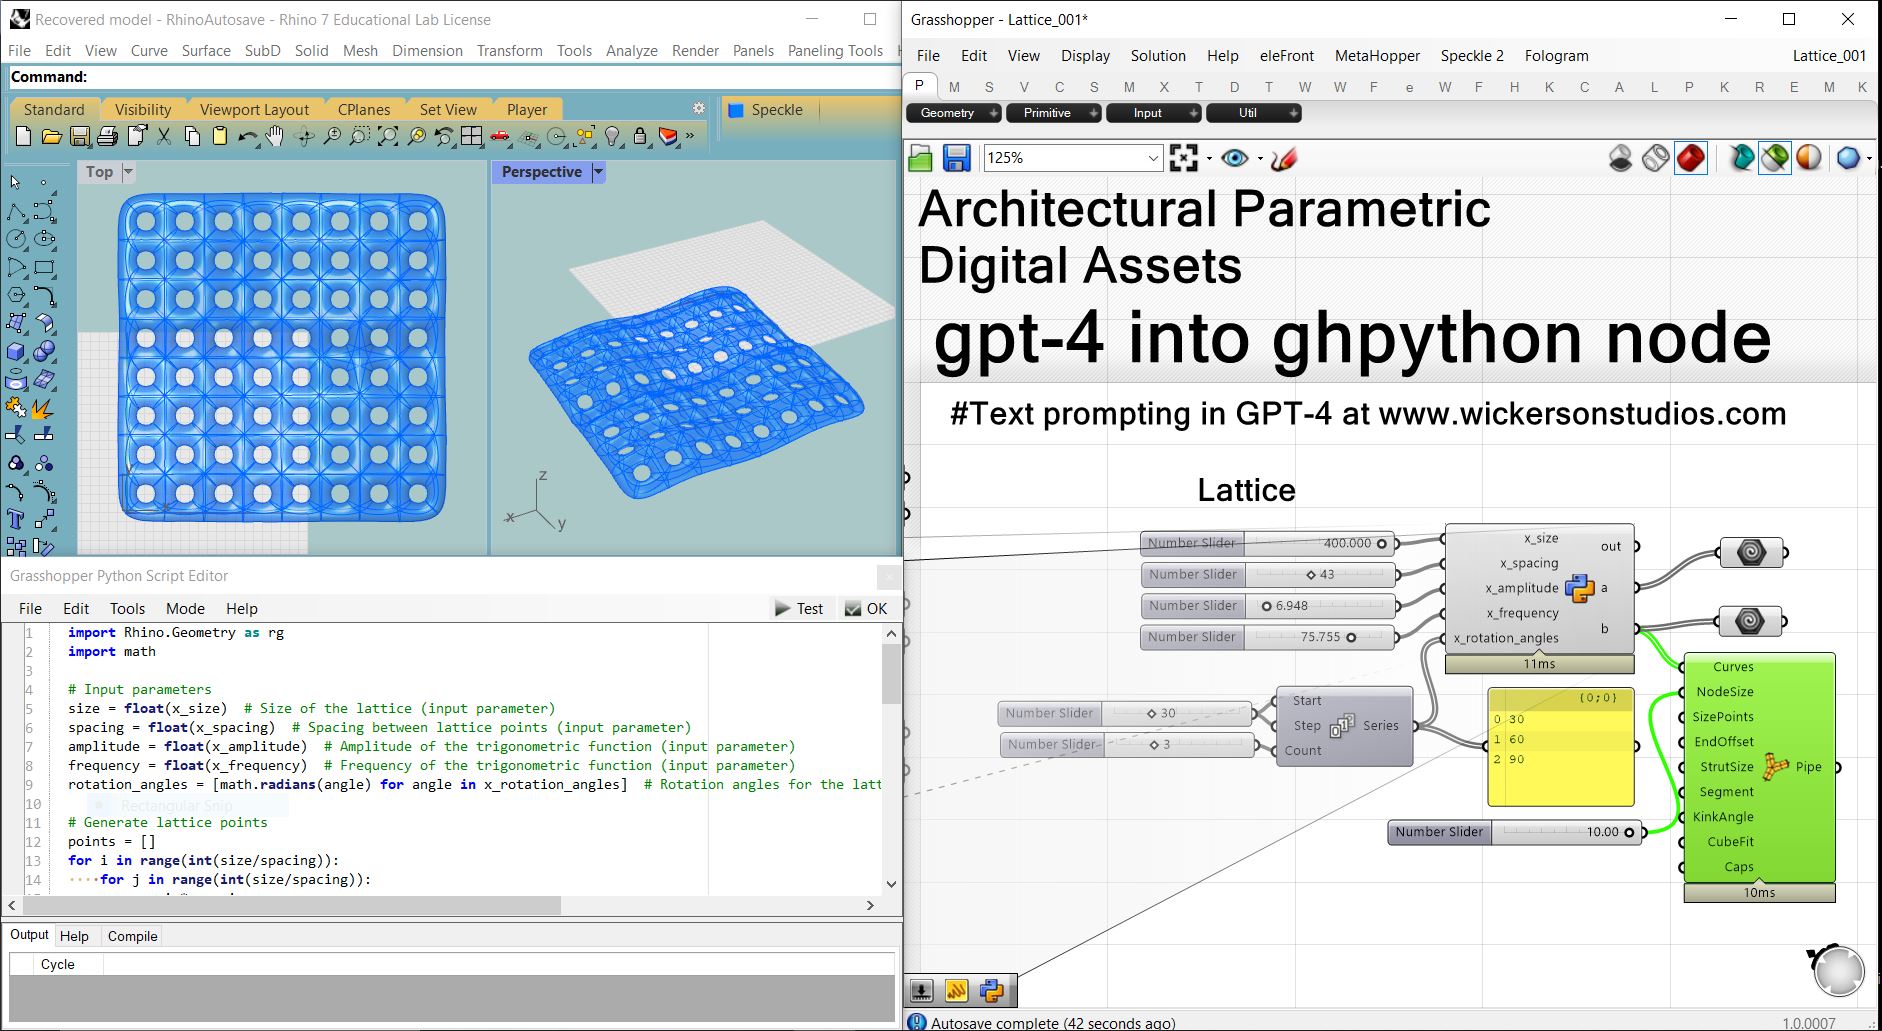 Recovered model - RhinoAutosave - Rhino 7 Educational Lab License
File Edit View Curve Surface SubD Solid Mesh Dimension Transform Tools Analyze Render Panels Paneling Tools
Command:
Standard Visibility Viewport Layout CPlanes Set View Player
Speckle
Top
Perspective
z
x
y
y
x
Grasshopper Python Script Editor
File Edit Tools Mode Help
Test OK
1 import Rhino.Geometry as rg
2 import math
3
4 # Input parameters
5 size = float(x_size)  # Size of the lattice (input parameter)
6 spacing = float(x_spacing)  # Spacing between lattice points (input parameter)
7 amplitude = float(x_amplitude)  # Amplitude of the trigonometric function (input parameter)
8 frequency = float(x_frequency)  # Frequency of the trigonometric function (input parameter)
9 rotation_angles = [math.radians(angle) for angle in x_rotation_angles]  # Rotation angles for the latt
10
Rectangular Snip
11 # Generate lattice points
12 points = []
13 for i in range(int(size/spacing)):
14 ····for j in range(int(size/spacing)):
Output Help Compile
Cycle
Grasshopper - Lattice_001*
File Edit View Display Solution Help eleFront MetaHopper Speckle 2 Fologram Lattice_001
P M S V C S M X T D T W W F e W F H K C A L P K R E M K
Geometry Primitive Input Util
125%
Architectural Parametric
Digital Assets
gpt-4 into ghpython node
#Text prompting in GPT-4 at www.wickersonstudios.com
Lattice
Number Slider 400.000
Number Slider 43
Number Slider 6.948
Number Slider 75.755
x_size
x_spacing
x_amplitude
x_frequency
x_rotation_angles
out
a
b
11ms
Number Slider 30
Number Slider 3
Start
Step
Count
Series
{0;0}
0 30
1 60
2 90
Number Slider 10.00
Curves
NodeSize
SizePoints
EndOffset
StrutSize
Segment
KinkAngle
CubeFit
Caps
Pipe
10ms
Autosave complete (42 seconds ago)
1.0.0007